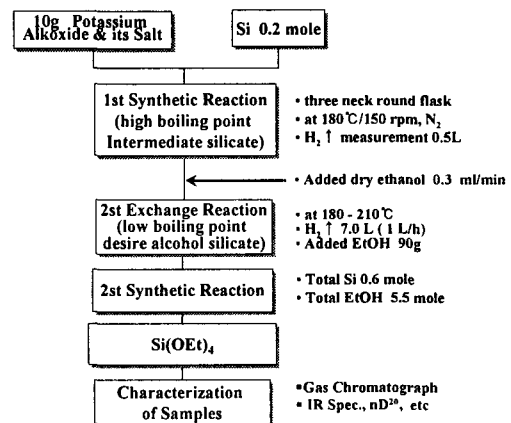 10g Potassium
Alkoxide & its Salt
Si 0.2 mole
1st Synthetic Reaction
(high boiling point
Intermediate silicate)
• three neck round flask
• at 180℃/150 rpm, N₂
• H₂ ↑ measurement 0.5L
• Added dry ethanol 0.3 ml/min
2st Exchange Reaction
(low boiling point
desire alcohol silicate)
• at 180 - 210℃
• H₂ ↑ 7.0 L ( 1 L/h)
• Added EtOH 90g
2st Synthetic Reaction
• Total Si 0.6 mole
• Total EtOH 5.5 mole
Si(OEt)₄
Characterization
of Samples
▪Gas Chromatograph
▪ IR Spec., nD²⁰, etc